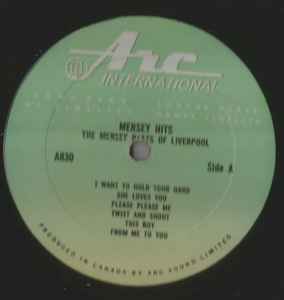 Arc
INTERNATIONAL
MERSEY HITS
THE MERSEY BEATS OF LIVERPOOL
A830
Side A
I WANT TO HOLD YOUR HAND
SHE LOVES YOU
PLEASE PLEASE ME
TWIST AND SHOUT
THIS BOY
FROM ME TO YOU
PRODUCED IN CANADA BY ARC SOUND LIMITED